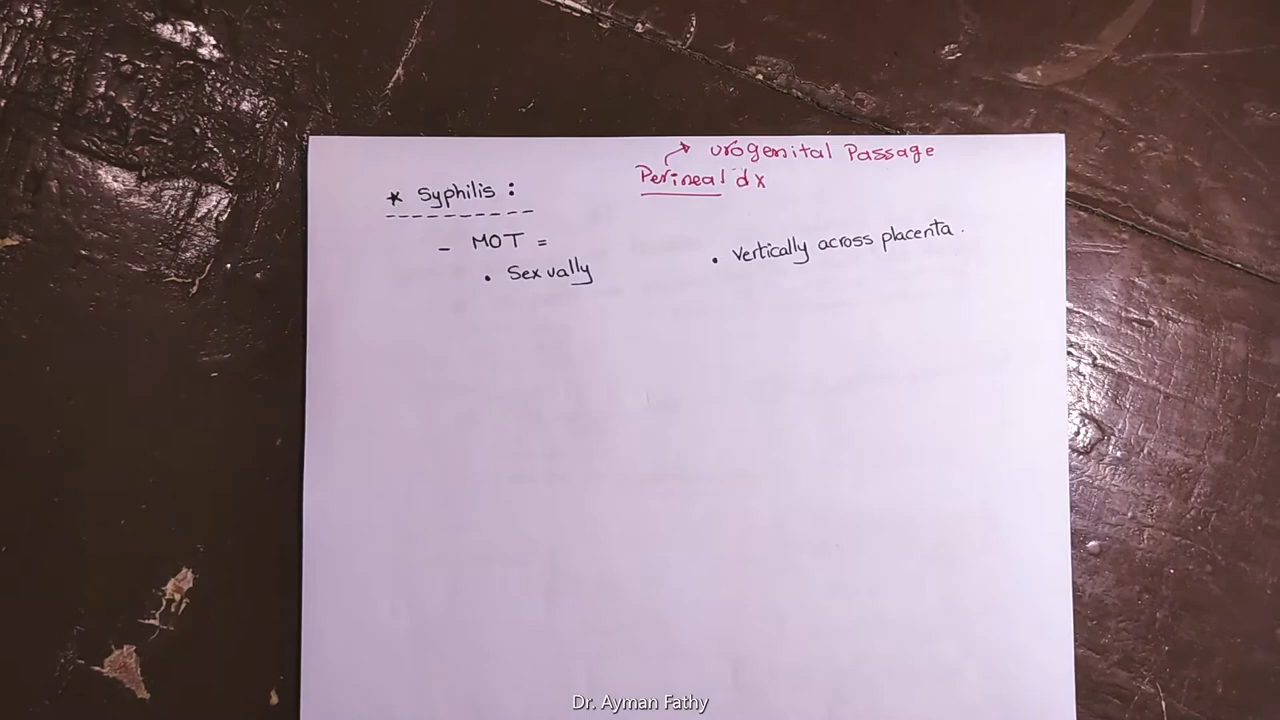 urogenital Passage
Perineal dx
* Syphilis :
- MOT =
• Sexually
• vertically across placenta.
Dr. Ayman Fathy